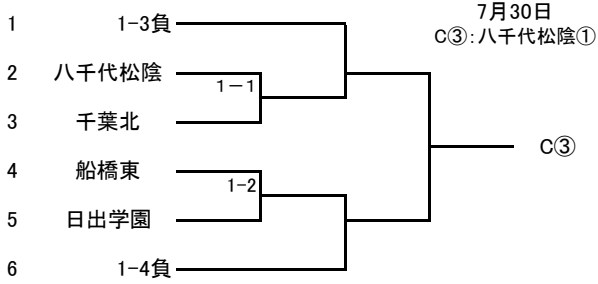 7月30日
C③:八千代松陰①
1 1-3負
2 八千代松陰
1-1
3 千葉北
C③
4 船橋東
1-2
5 日出学園
6 1-4負